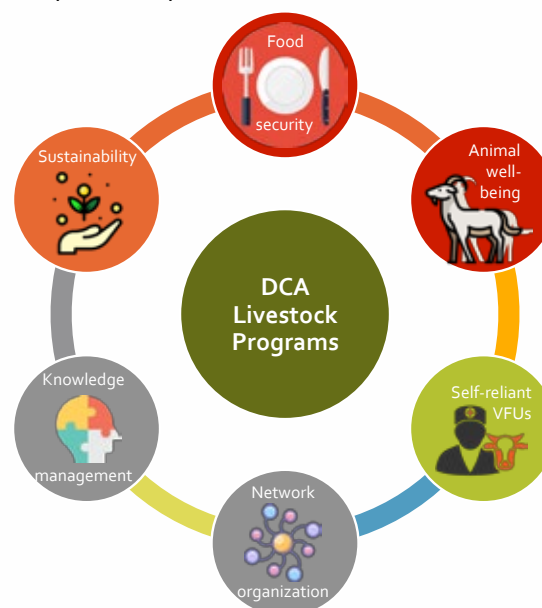 Food
security
Animal
well-
being
Self-reliant
VFUs
Network
organization
Knowledge
management
Sustainability
DCA
Livestock
Programs